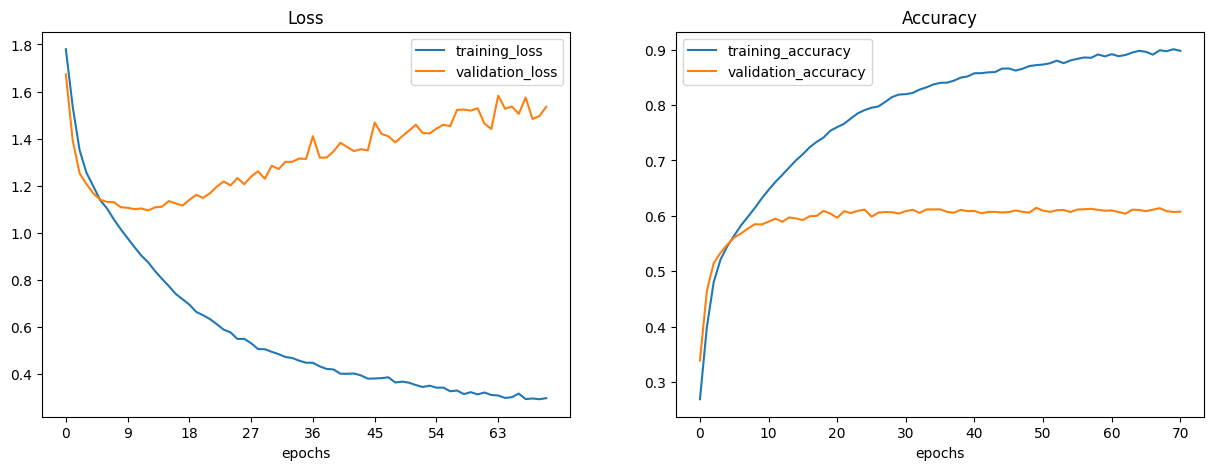 Loss
training_loss
validation_loss
1.8
1.6
1.4
1.2
1.0
0.8
0.6
0.4
0 9 18 27 36 45 54 63
epochs
Accuracy
training_accuracy
validation_accuracy
0.9
0.8
0.7
0.6
0.5
0.4
0.3
0 10 20 30 40 50 60 70
epochs